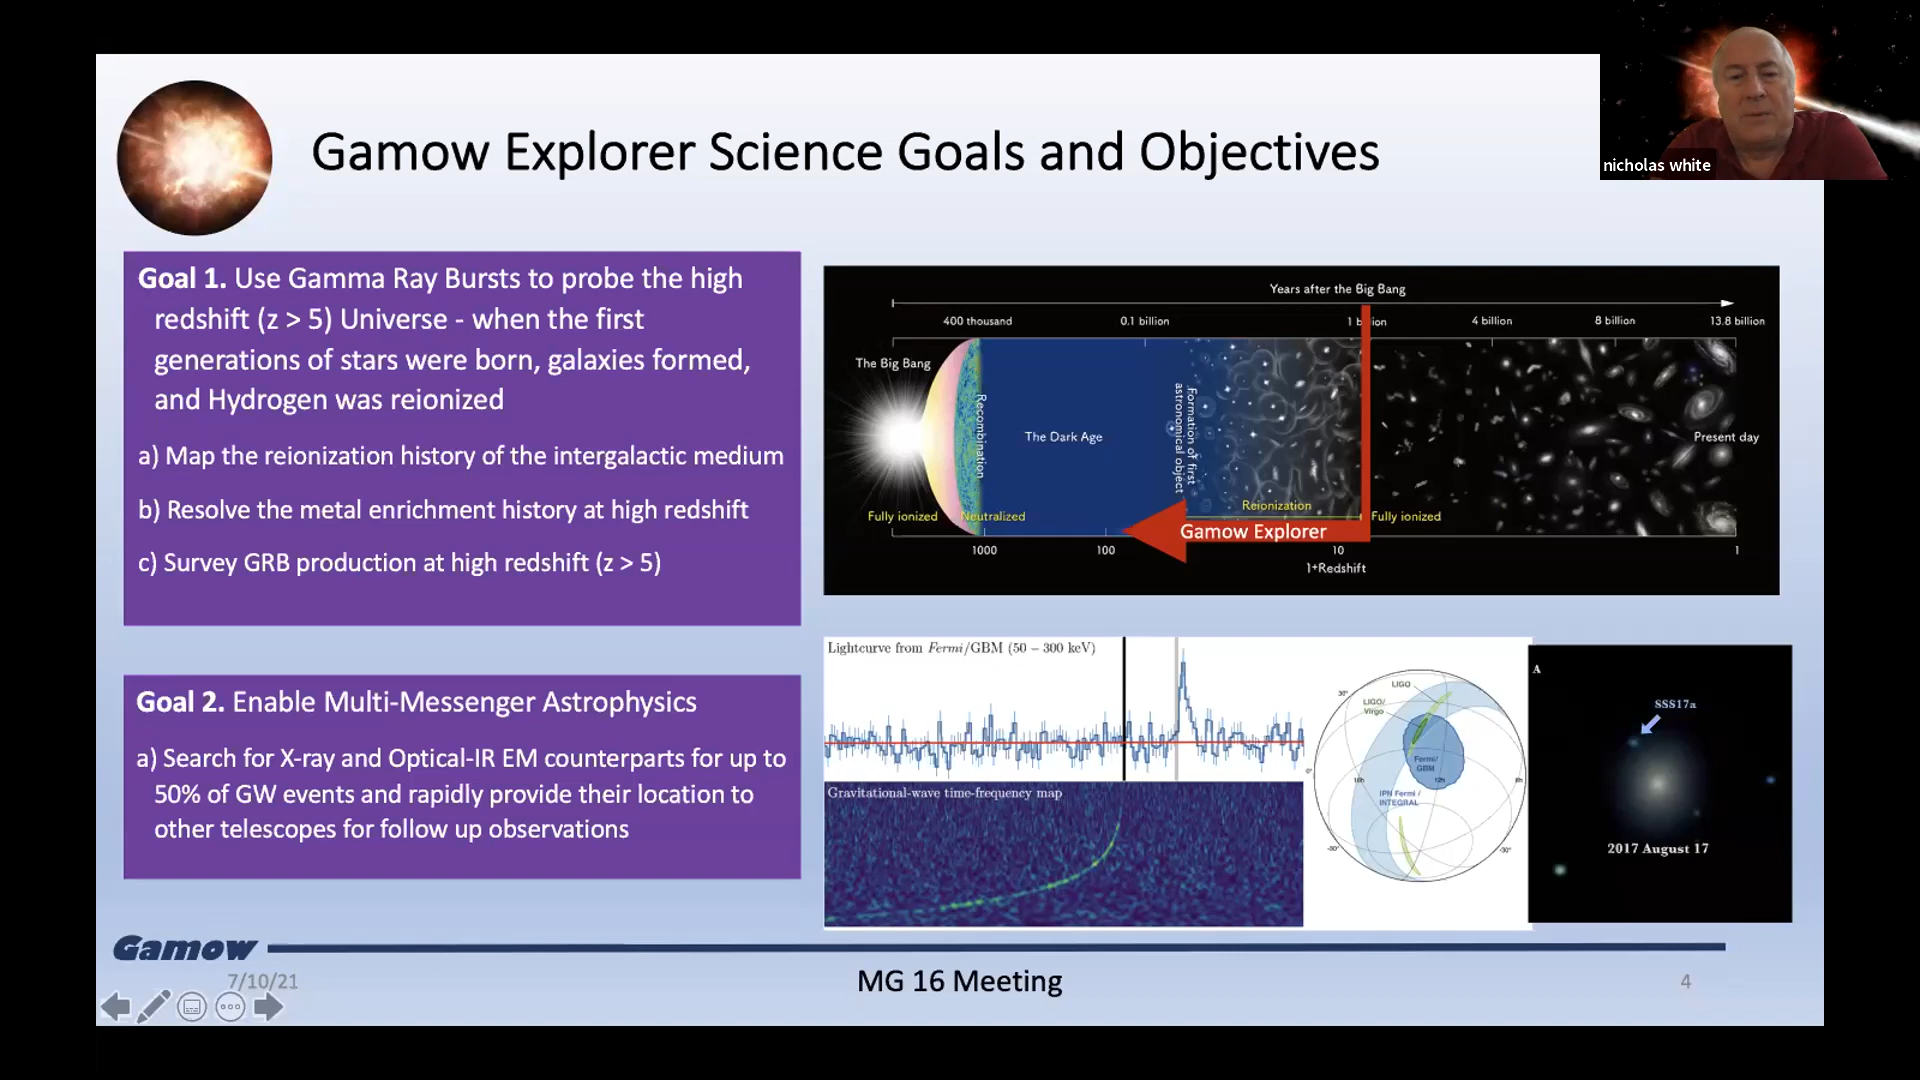 nicholas white
Gamow Explorer Science Goals and Objectives
Goal 1. Use Gamma Ray Bursts to probe the high
redshift (z > 5) Universe - when the first
generations of stars were born, galaxies formed,
and Hydrogen was reionized
a) Map the reionization history of the intergalactic medium
b) Resolve the metal enrichment history at high redshift
c) Survey GRB production at high redshift (z > 5)
Years after the Big Bang
400 thousand
0.1 billion
1 billion
4 billion
8 billion
13.8 billion
The Big Bang
Recombination
The Dark Age
Formation of first
astronomical object
Present day
Fully ionized
Neutralized
Reionization
Fully ionized
Gamow Explorer
1000
100
10
1
1+Redshift
Goal 2. Enable Multi-Messenger Astrophysics
a) Search for X-ray and Optical-IR EM counterparts for up to
50% of GW events and rapidly provide their location to
other telescopes for follow up observations
Lightcurve from Fermi/GBM (50 – 300 keV)
Gravitational-wave time-frequency map
LIGO
LIGO/
Virgo
Fermi/
GBM
IPN Fermi /
INTEGRAL
30°
0°
-30°
-30°
16h
12h
8h
A
SSS17a
2017 August 17
Gamow
7/10/21
MG 16 Meeting
4